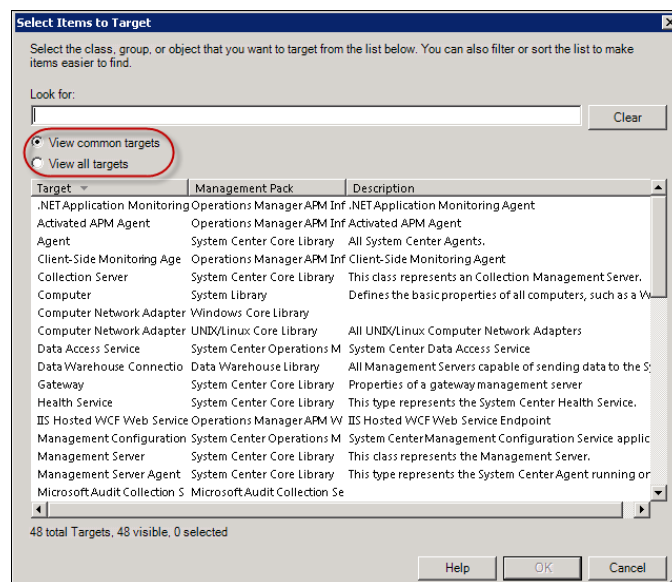 Select Items to Target
Select the class, group, or object that you want to target from the list below. You can also filter or sort the list to make
items easier to find.
Look for:
Clear
View common targets
View all targets
Target Management Pack Description
.NET Application Monitoring Operations Manager APM Inf .NET Application Monitoring Agent
Activated APM Agent Operations Manager APM Inf Activated APM Agent
Agent System Center Core Library All System Center Agents.
Client-Side Monitoring Age Operations Manager APM Inf Client-Side Monitoring Agent
Collection Server System Center Core Library This class represents an Collection Management Server.
Computer System Library Defines the basic properties of all computers, such as a W
Computer Network Adapter Windows Core Library
Computer Network Adapter UNIX/Linux Core Library All UNIX/Linux Computer Network Adapters
Data Access Service System Center Operations M System Center Data Access Service
Data Warehouse Connectio Data Warehouse Library All Management Servers capable of sending data to the Sy
Gateway System Center Core Library Properties of a gateway management server
Health Service System Center Core Library This type represents the System Center Health Service.
IIS Hosted WCF Web Service Operations Manager APM W IIS Hosted WCF Web Service Endpoint
Management Configuration System Center Operations M System Center Management Configuration Service applic
Management Server System Center Core Library This class represents the Management Server.
Management Server Agent System Center Core Library This type represents the System Center Agent running or
Microsoft Audit Collection S Microsoft Audit Collection Se
48 total Targets, 48 visible, 0 selected
Help OK Cancel